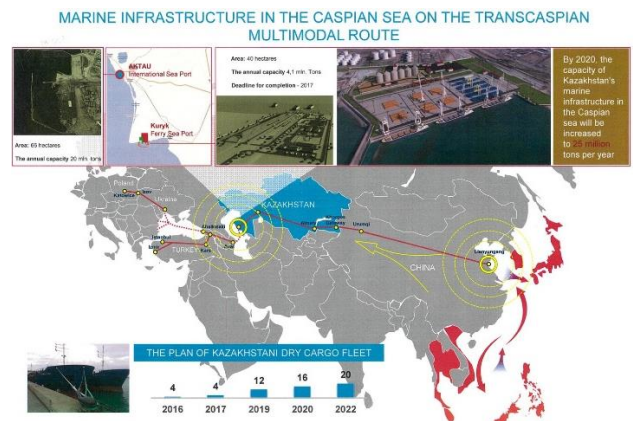 MARINE INFRASTRUCTURE IN THE CASPIAN SEA ON THE TRANSCASPIAN
MULTIMODAL ROUTE
AKTAU
International Sea Port
Kuryk
Ferry Sea Port
Area: 65 hectares
The annual capacity 20 mln. tons
Area: 40 hectares
The annual capacity 4,1 mln. Tons
Deadline for completion - 2017
By 2020, the
capacity of
Kazakhstan's
marine
infrastructure in
the Caspian
sea will be
increased
to 25 million
tons per year
Poland
Ukraine
KAZAKHSTAN
Istanbul
TURKEY
Kars
Urumqi
Lianyungang
CHINA
THE PLAN OF KAZAKHSTANI DRY CARGO FLEET
4 4 12 16 20
2016 2017 2019 2020 2022